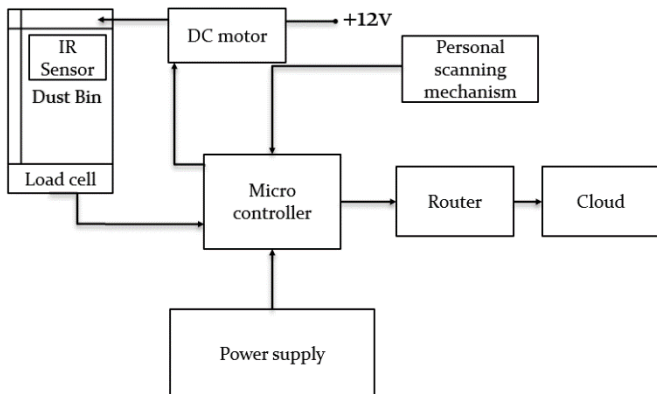 DC motor
+12V
IR
Sensor
Dust Bin
Personal
scanning
mechanism
Load cell
Micro
controller
Router
Cloud
Power supply